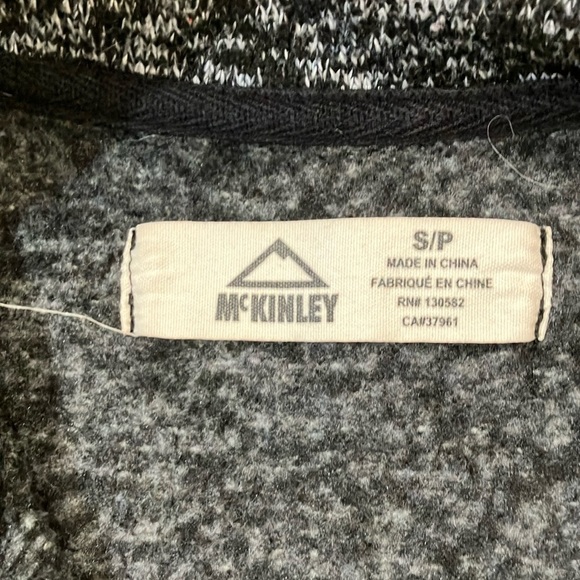 McKINLEY
S/P
MADE IN CHINA
FABRIQUÉ EN CHINE
RN# 130582
CA#37961